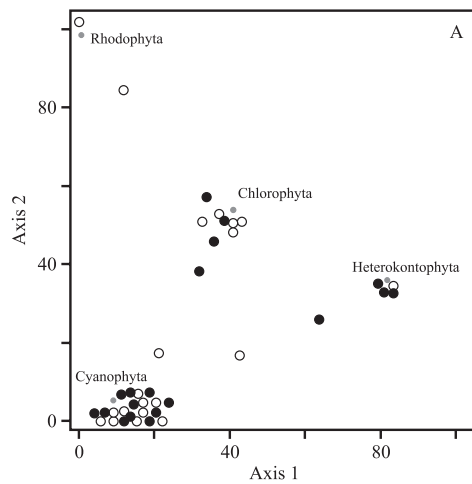 A
Rhodophyta
80
Chlorophyta
Axis 2
40
Heterokontophyta
Cyanophyta
0
0 40 80
Axis 1